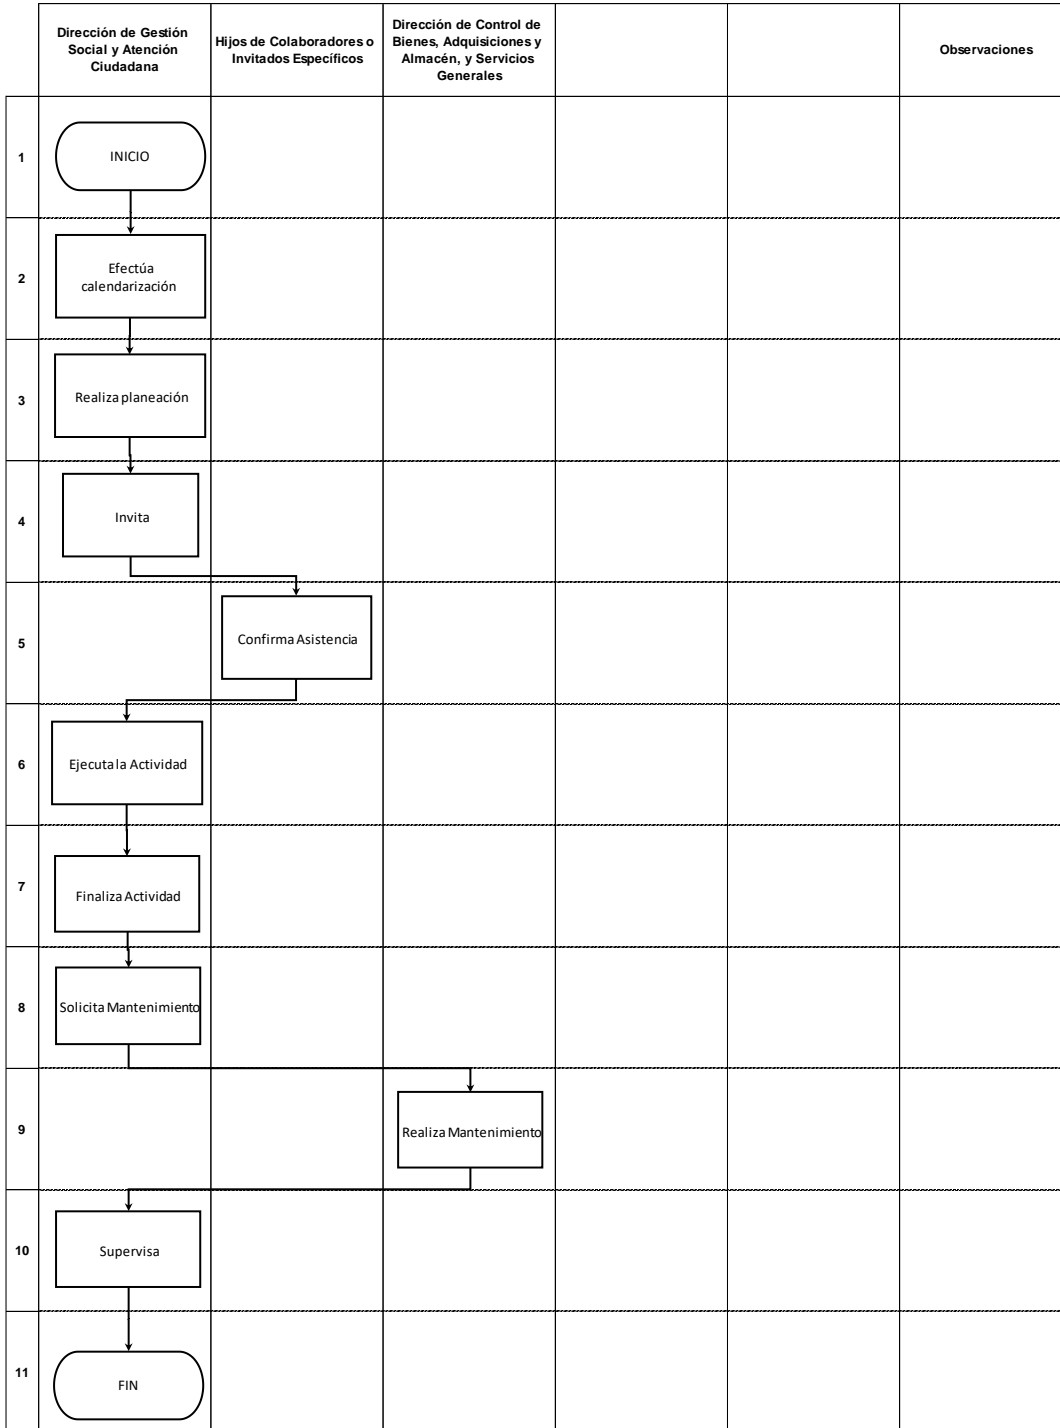 Dirección de Gestión
Social y Atención
Ciudadana
Hijos de Colaboradores o
Invitados Específicos
Dirección de Control de
Bienes, Adquisiciones y
Almacén, y Servicios
Generales
Observaciones
1
INICIO
2
Efectúa
calendarización
3
Realiza planeación
4
Invita
5
Confirma Asistencia
6
Ejecuta la Actividad
7
Finaliza Actividad
8
Solicita Mantenimiento
9
Realiza Mantenimiento
10
Supervisa
11
FIN